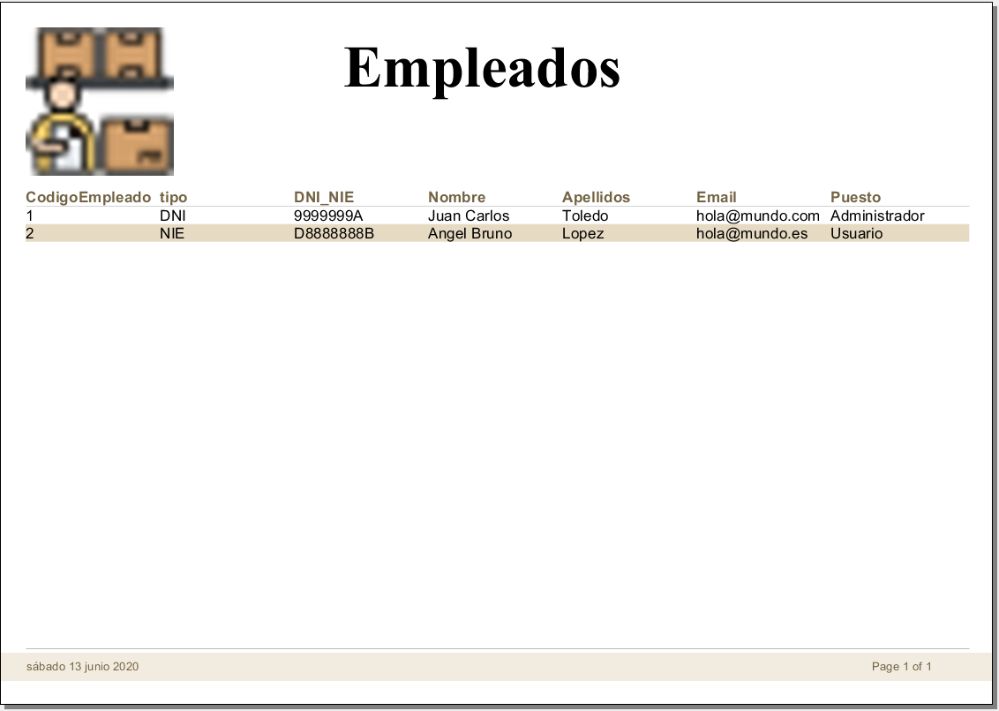 Empleados
CodigoEmpleado tipo DNI_NIE Nombre Apellidos Email Puesto
1 DNI 9999999A Juan Carlos Toledo hola@mundo.com Administrador
2 NIE D8888888B Angel Bruno Lopez hola@mundo.es Usuario
sábado 13 junio 2020 Page 1 of 1